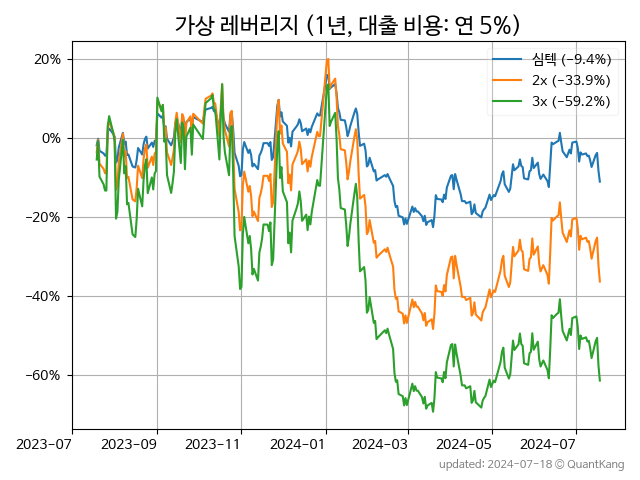 가상 레버리지 (1년, 대출 비용: 연 5%)
심텍 (−9.4%)
2x (−33.9%)
3x (−59.2%)
20%
0%
−20%
−40%
−60%
2023-07 2023-09 2023-11 2024-01 2024-03 2024-05 2024-07
updated: 2024-07-18 © QuantKang